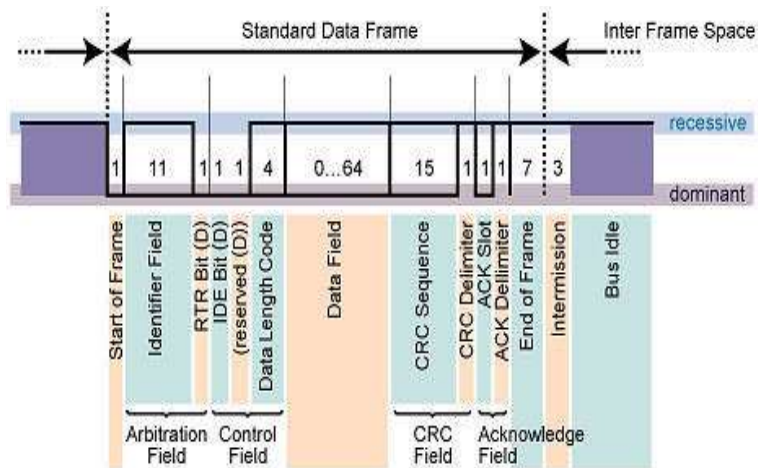 Standard Data Frame
Inter Frame Space
recessive
1 11 1 1 1 4 0...64 15 1 1 1 7 3
dominant
Start of Frame
Identifier Field
RTR Bit (D)
IDE Bit (D)
(reserved (D))
Data Length Code
Data Field
CRC Sequence
CRC Delimiter
ACK Slot
ACK Delimiter
End of Frame
Intermission
Bus Idle
Arbitration
Field
Control
Field
CRC
Field
Acknowledge
Field